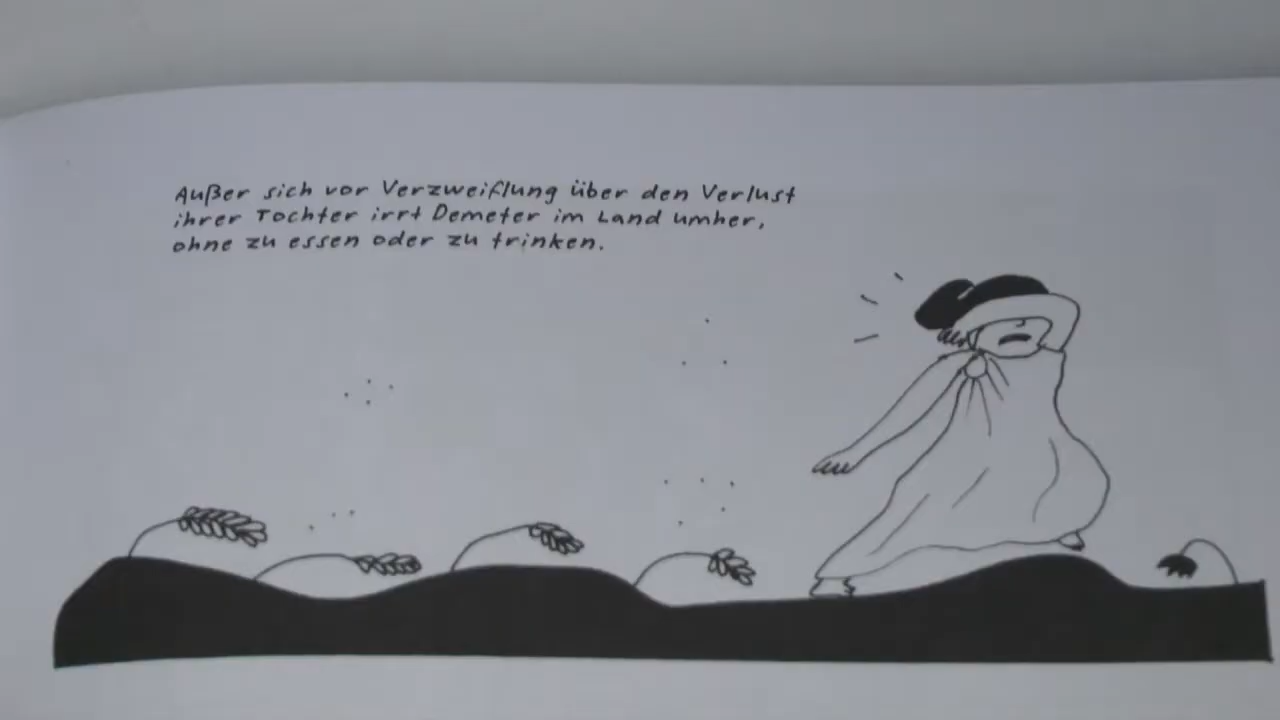 Außer sich vor Verzweiflung über den Verlust
ihrer Tochter irrt Demeter im Land umher,
ohne zu essen oder zu trinken.